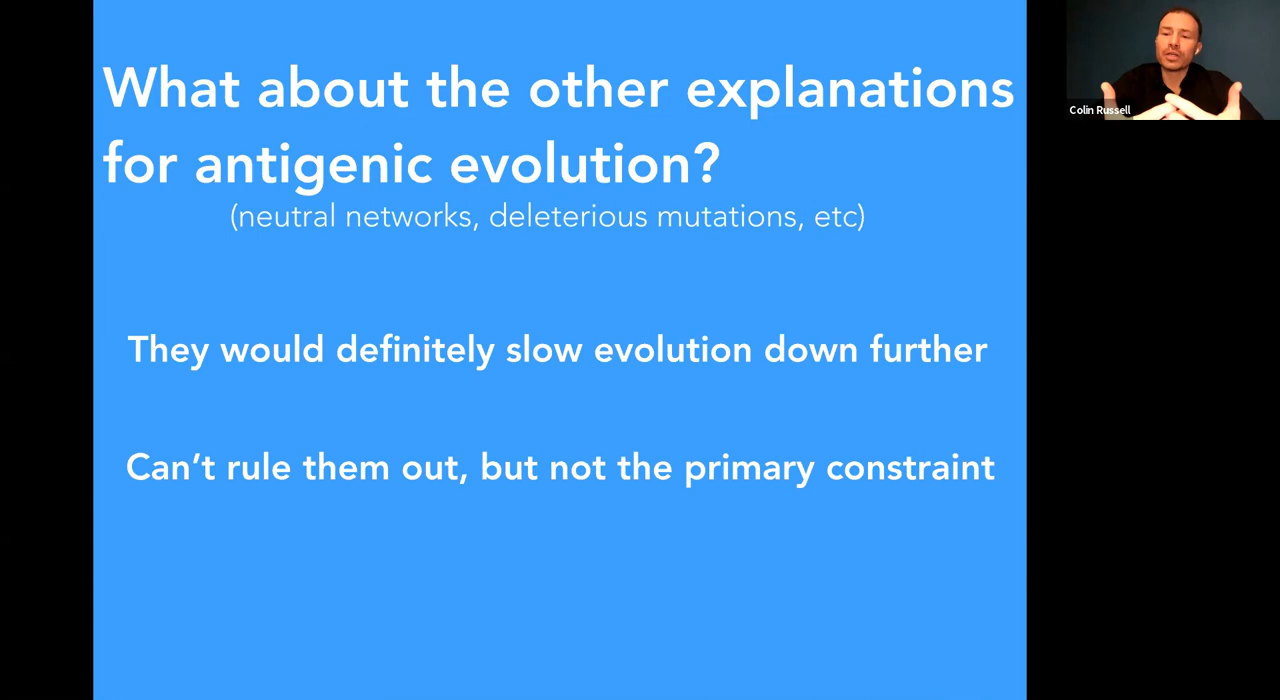 What about the other explanations
for antigenic evolution?
(neutral networks, deleterious mutations, etc)
They would definitely slow evolution down further
Can’t rule them out, but not the primary constraint
Colin Russell